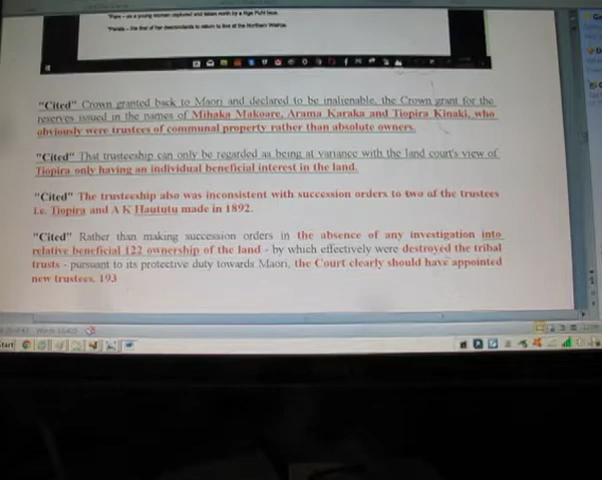 "Cited" Crown granted back to Maori and declared to be inalienable, the Crown grant for the
reserves issued in the names of Mihaka Makoare, Arama Karaka and Tiopira Kinaki, who
obviously were trustees of communal property rather than absolute owners.
"Cited" That trusteeship can only be regarded as being at variance with the land court's view of
Tiopira only having an individual beneficial interest in the land.
"Cited" The trusteeship also was inconsistent with succession orders to two of the trustees
i.e. Tiopira and A K Haututu made in 1892.
"Cited" Rather than making succession orders in the absence of any investigation into
relative beneficial 122 ownership of the land - by which effectively were destroyed the tribal
trusts - pursuant to its protective duty towards Maori, the Court clearly should have appointed
new trustees. 193